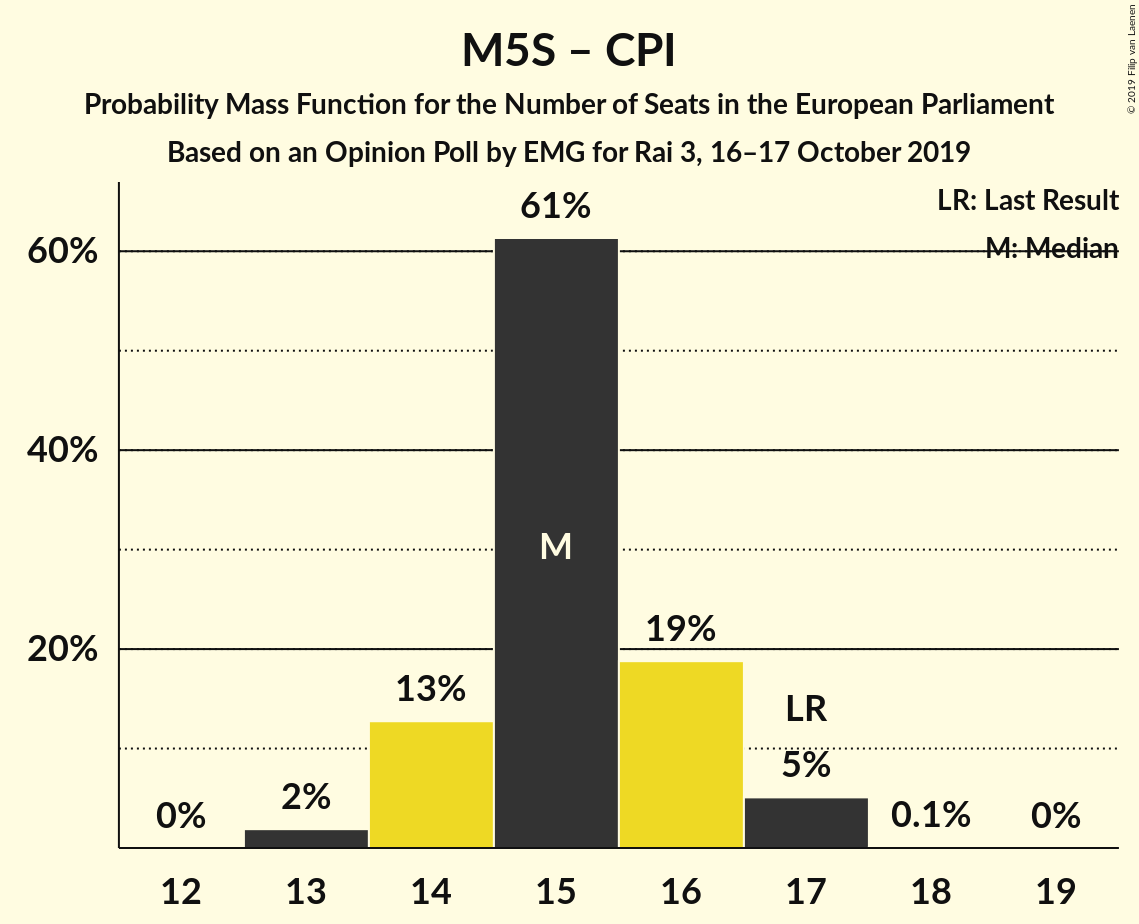 M5S – CPI
Probability Mass Function for the Number of Seats in the European Parliament
Based on an Opinion Poll by EMG for Rai 3, 16–17 October 2019
© 2019 Filip van Laenen
LR: Last Result
M: Median
60%
40%
20%
0%
2%
13%
61%
M
19%
LR
5%
0.1%
0%
12 13 14 15 16 17 18 19